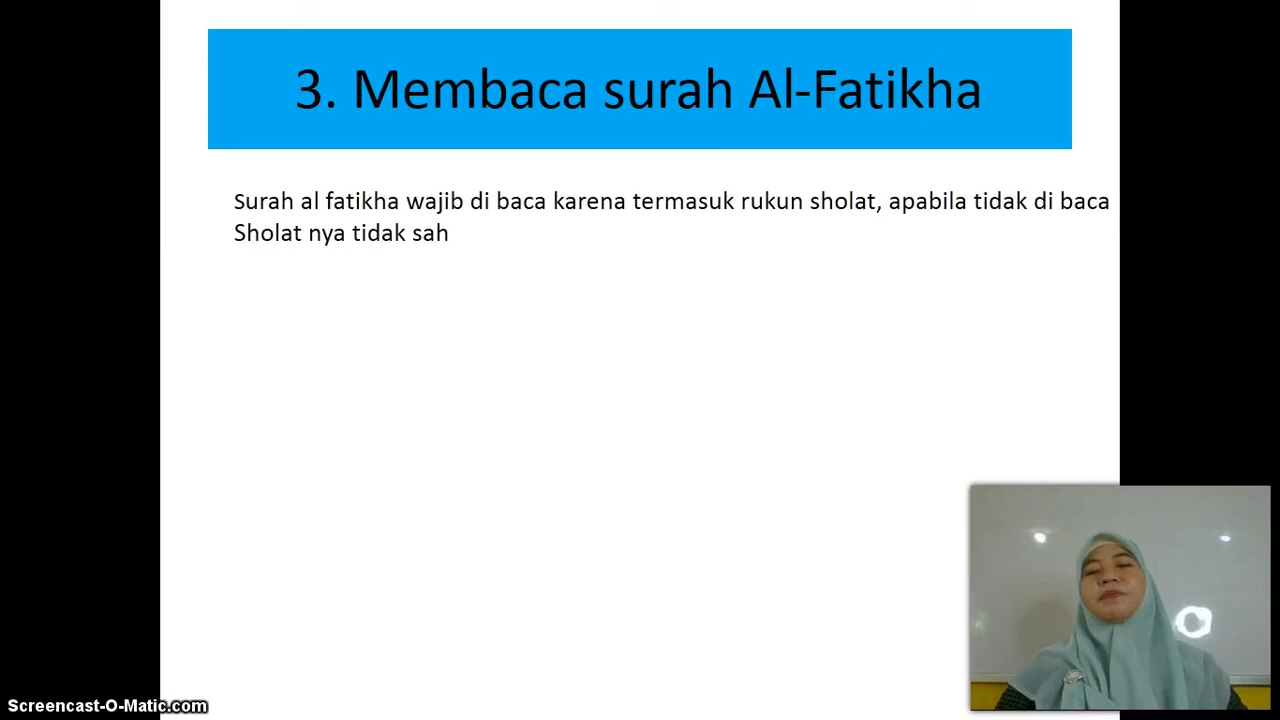 3. Membaca surah Al-Fatikha
Surah al fatikha wajib di baca karena termasuk rukun sholat, apabila tidak di baca
Sholat nya tidak sah
Screencast-O-Matic.com